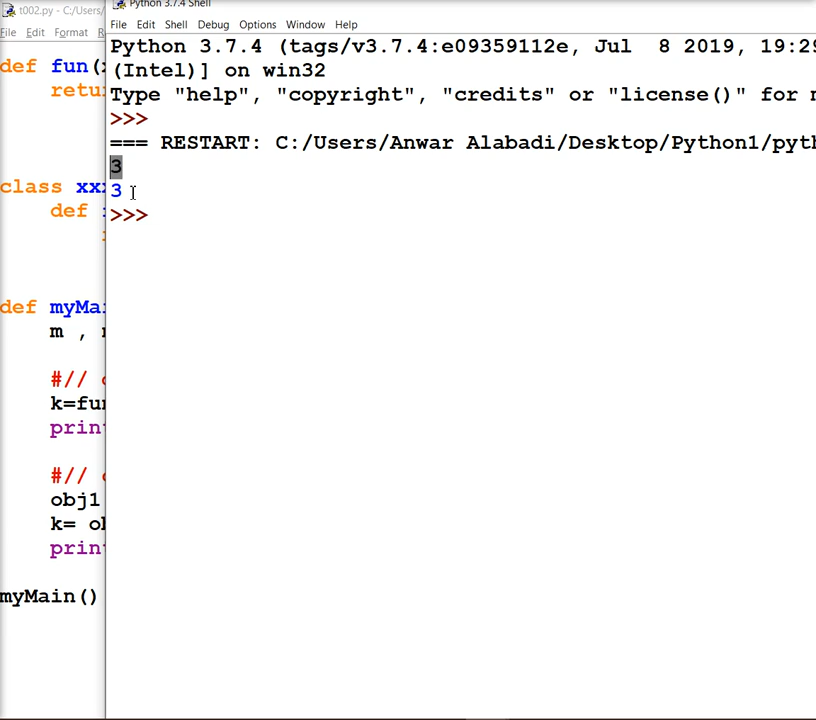 t002.py - C:/Users/
File Edit Format
def fun(
retu
class xx
def
def myMa
m ,
#//
k=fu
prin
#//
obj1
k= o
prin
myMain()
Python 3.7.4 Shell
File Edit Shell Debug Options Window Help
Python 3.7.4 (tags/v3.7.4:e09359112e, Jul 8 2019, 19:29
(Intel)] on win32
Type "help", "copyright", "credits" or "license()" for
>>>
=== RESTART: C:/Users/Anwar Alabadi/Desktop/Python1/pyth
3
3
>>>